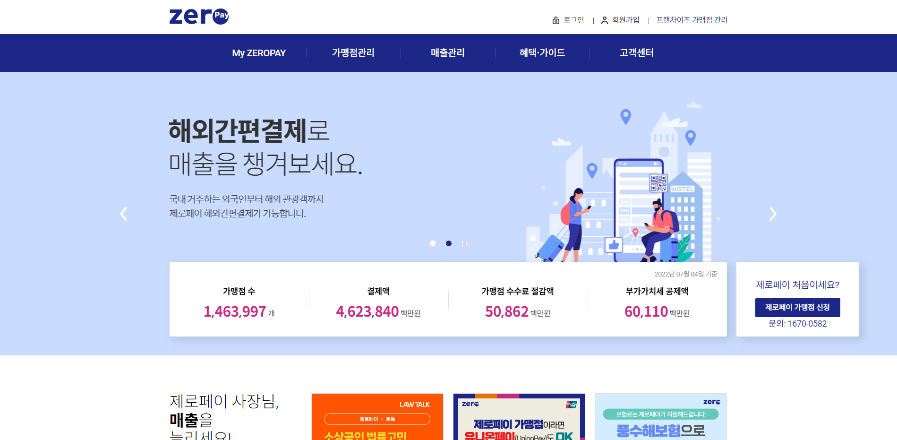 zero Pay
로그인 | 회원가입 | 프랜차이즈 가맹점 관리
My ZEROPAY 가맹점관리 매출관리 혜택·가이드 고객센터
해외간편결제로
매출을 챙겨보세요.
국내 거주하는 외국인부터 해외 관광객까지
제로페이 해외간편결제가 가능합니다.
HOTEL
2022년 07월 04일 기준
가맹점 수
1,463,997 개
결제액
4,623,840 백만원
가맹점 수수료 절감액
50,862 백만원
부가가치세 공제액
60,110 백만원
제로페이 처음이세요?
제로페이 가맹점 신청
문의: 1670-0582
제로페이 사장님,
매출을
늘리세요!
LAWTALK
제로페이 × 로톡
소상공인 법률고민
zero
제로페이 가맹점이라면
유니온페이(UnionPay)도 OK
zero
보험료는 제로페이가 지원해드립니다!
풍수해보험으로